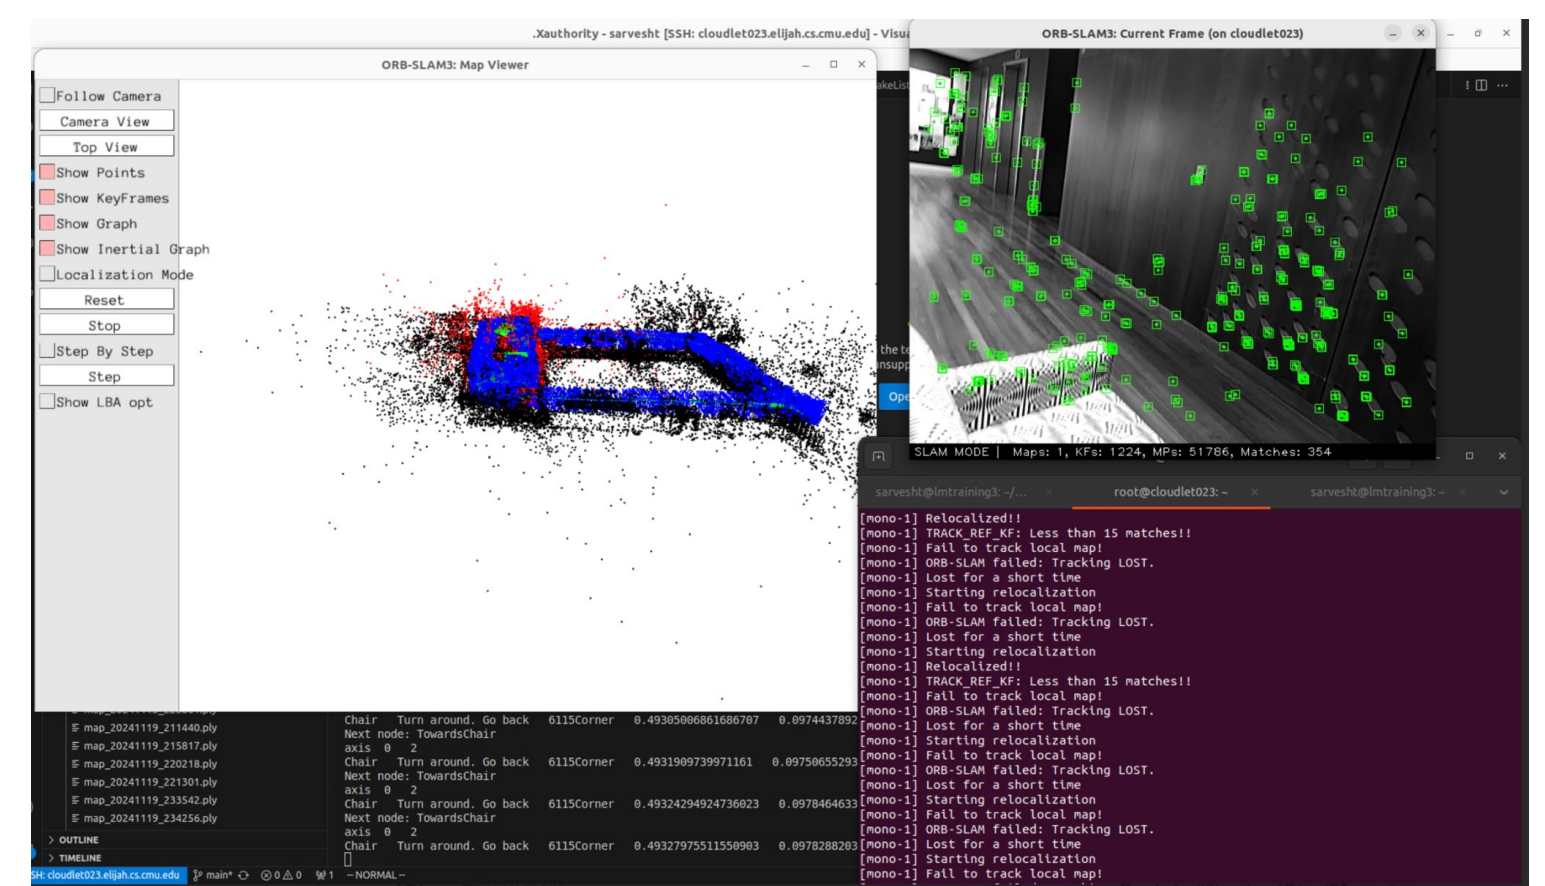 .Xauthority - sarvesht [SSH: cloudlet023.elijah.cs.cmu.edu] - Visua
ORB-SLAM3: Map Viewer
Follow Camera
Camera View
Top View
Show Points
Show KeyFrames
Show Graph
Show Inertial Graph
Localization Mode
Reset
Stop
Step By Step
Step
Show LBA opt
ORB-SLAM3: Current Frame (on cloudlet023)
akeList
the te
nsupp
Ope
SLAM MODE | Maps: 1, KFs: 1224, MPs: 51786, Matches: 354
sarvesht@lmtraining3: ~/...
root@cloudlet023: ~
sarvesht@lmtraining3: ~
[mono-1] Relocalized!!
[mono-1] TRACK_REF_KF: Less than 15 matches!!
[mono-1] Fail to track local map!
[mono-1] ORB-SLAM failed: Tracking LOST.
[mono-1] Lost for a short time
[mono-1] Starting relocalization
[mono-1] Fail to track local map!
[mono-1] ORB-SLAM failed: Tracking LOST.
[mono-1] Lost for a short time
[mono-1] Starting relocalization
[mono-1] Relocalized!!
[mono-1] TRACK_REF_KF: Less than 15 matches!!
[mono-1] Fail to track local map!
[mono-1] ORB-SLAM failed: Tracking LOST.
[mono-1] Lost for a short time
[mono-1] Starting relocalization
[mono-1] Fail to track local map!
[mono-1] ORB-SLAM failed: Tracking LOST.
[mono-1] Lost for a short time
[mono-1] Starting relocalization
[mono-1] Fail to track local map!
[mono-1] ORB-SLAM failed: Tracking LOST.
[mono-1] Lost for a short time
[mono-1] Starting relocalization
[mono-1] Fail to track local map!
map_20241119_211440.ply
map_20241119_215817.ply
map_20241119_220218.ply
map_20241119_221301.ply
map_20241119_233542.ply
map_20241119_234256.ply
OUTLINE
TIMELINE
Chair Turn around. Go back 6115Corner 0.49305006861686707 0.0974437892
Next node: TowardsChair
axis 0 2
Chair Turn around. Go back 6115Corner 0.4931909739971161 0.09750655293
Next node: TowardsChair
axis 0 2
Chair Turn around. Go back 6115Corner 0.49324294924736023 0.0978464633
Next node: TowardsChair
axis 0 2
Chair Turn around. Go back 6115Corner 0.49327975511550903 0.0978288203
SH: cloudlet023.elijah.cs.cmu.edu main* 0 0 1 -- NORMAL --